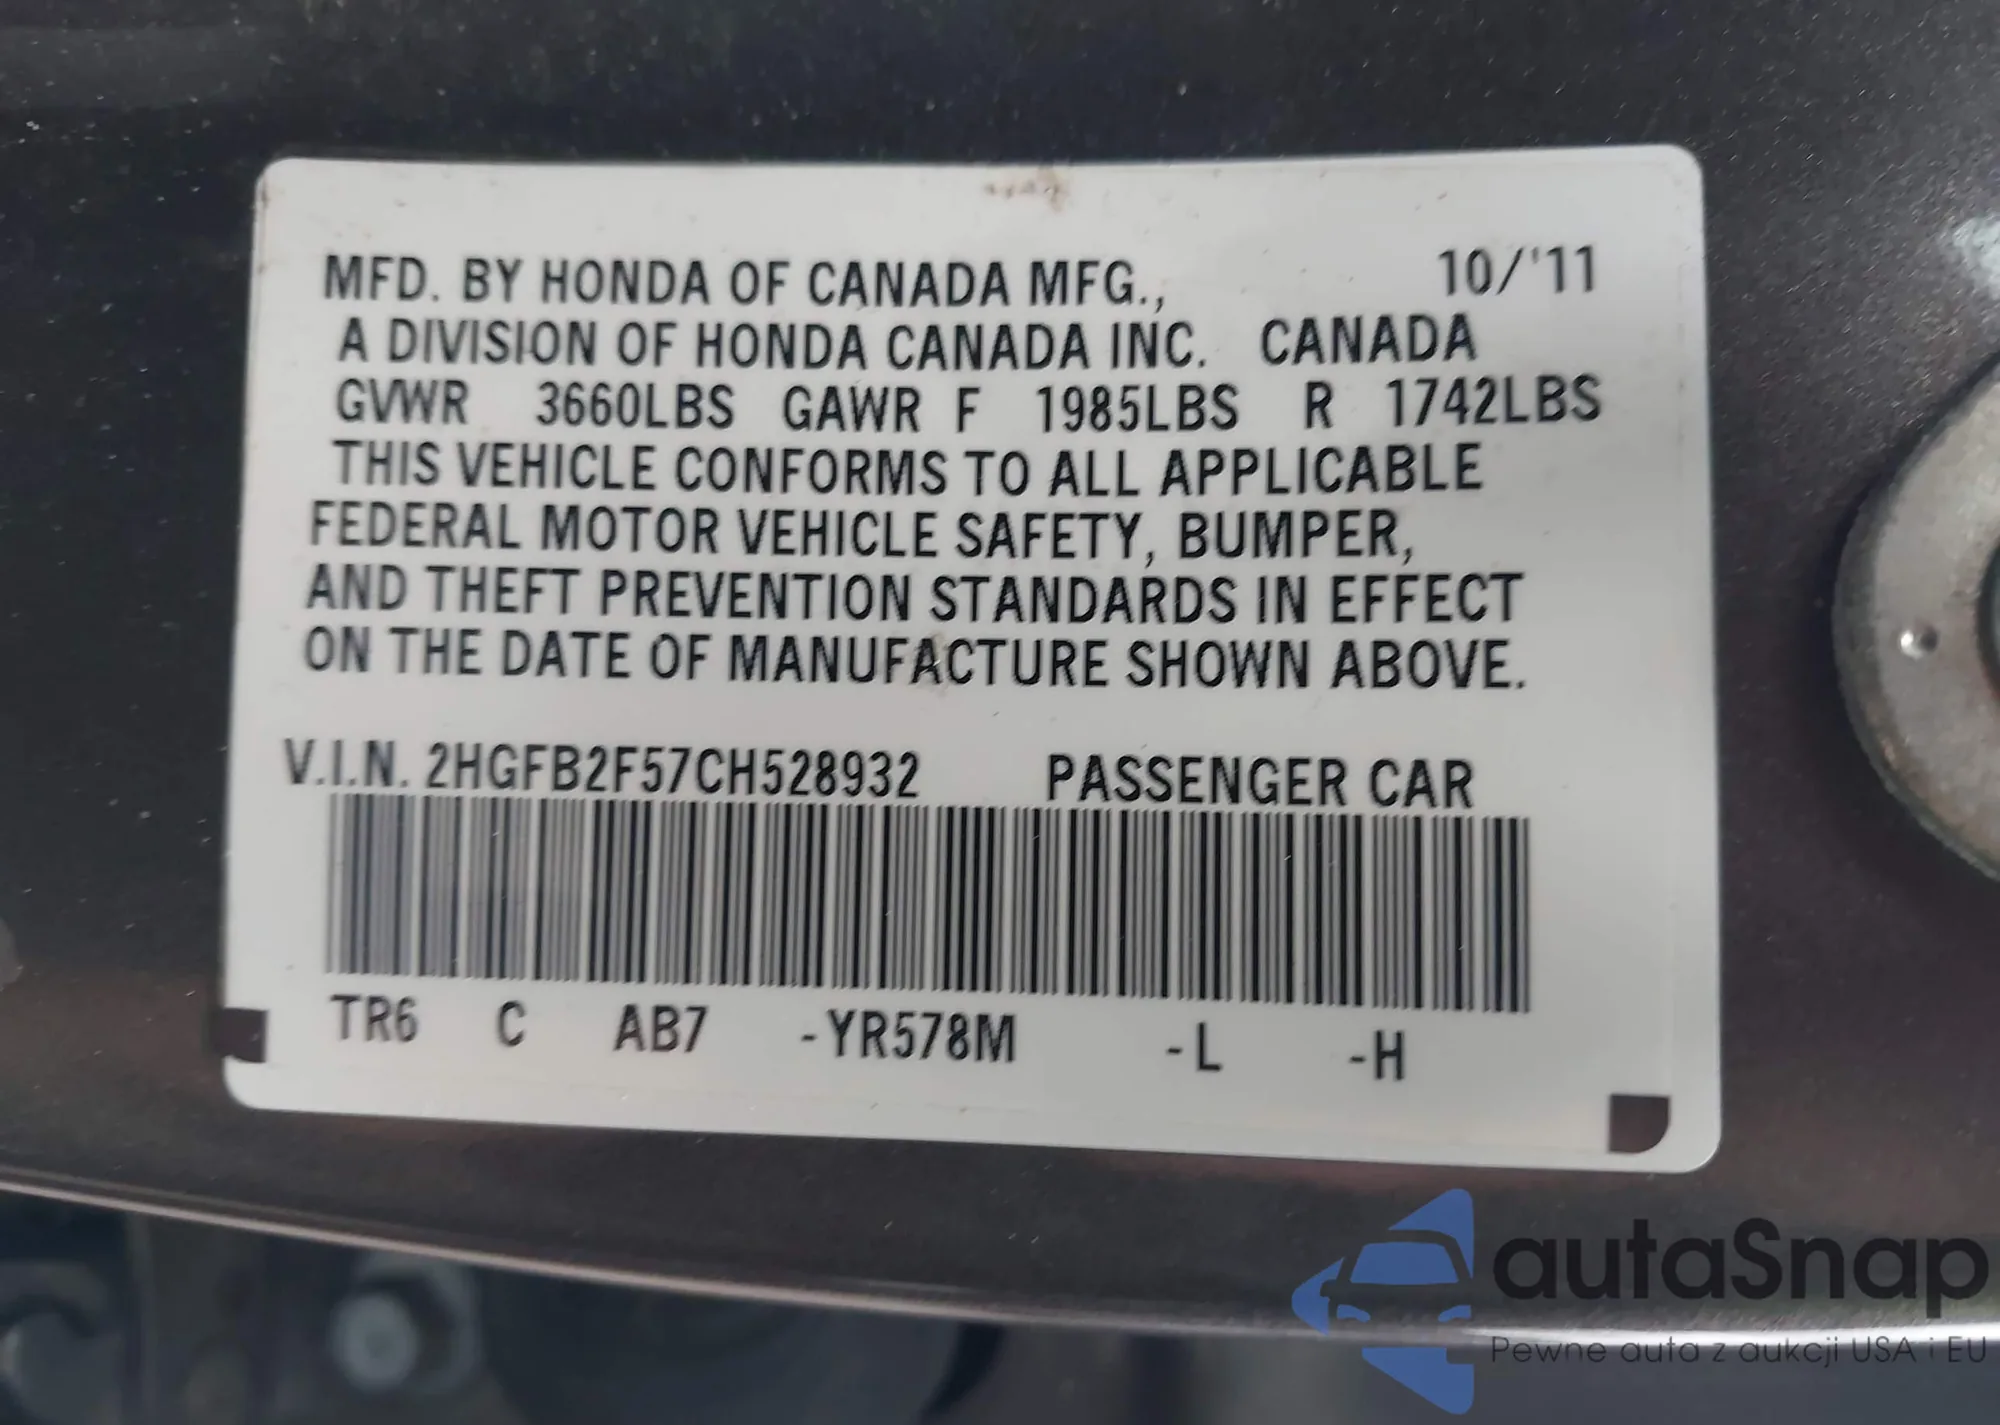 MFD. BY HONDA OF CANADA MFG., 10/'11
A DIVISION OF HONDA CANADA INC. CANADA
GVWR 3660LBS GAWR F 1985LBS R 1742LBS
THIS VEHICLE CONFORMS TO ALL APPLICABLE
FEDERAL MOTOR VEHICLE SAFETY, BUMPER,
AND THEFT PREVENTION STANDARDS IN EFFECT
ON THE DATE OF MANUFACTURE SHOWN ABOVE.
V.I.N. 2HGFB2F57CH528932 PASSENGER CAR
TR6 C AB7 -YR578M -L -H
autaSnap
Pewne auta z aukcji USA i EU